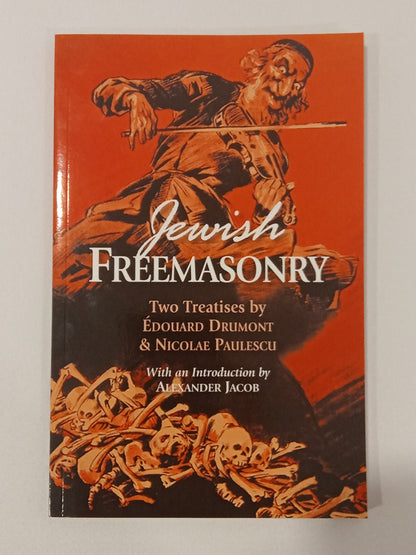 Jewish
FREEMASONRY
Two Treatises by
ÉDOUARD DRUMONT
& NICOLAE PAULESCU
With an Introduction by
ALEXANDER JACOB